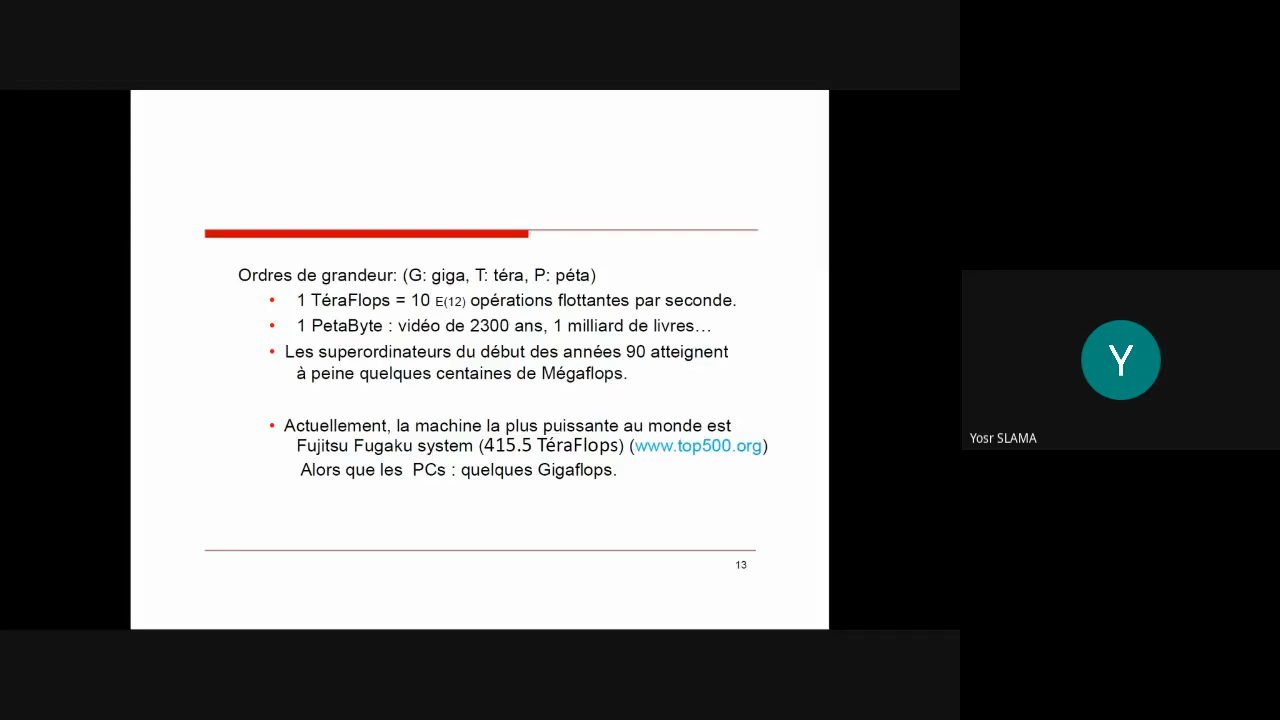 Ordres de grandeur: (G: giga, T: téra, P: péta)
• 1 TéraFlops = 10 E(12) opérations flottantes par seconde.
• 1 PetaByte : vidéo de 2300 ans, 1 milliard de livres…
• Les superordinateurs du début des années 90 atteignent
à peine quelques centaines de Mégaflops.
• Actuellement, la machine la plus puissante au monde est
Fujitsu Fugaku system (415.5 TéraFlops) (www.top500.org)
Alors que les PCs : quelques Gigaflops.
13
Y
Yosr SLAMA